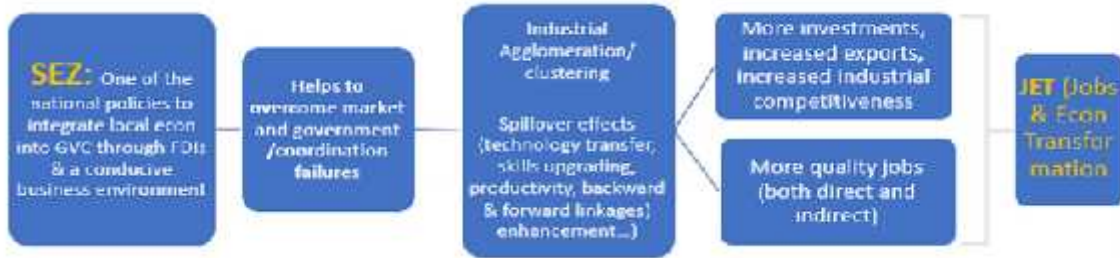 SEZ: One of the
national policies to
integrate local econ
into GVC through FDIs
& a conducive
business environment
Helps to
overcome market
and government
/coordination
failures
Industrial
Agglomeration/
clustering
Spillover effects
(technology transfer,
skills upgrading,
productivity, backward
& forward linkages)
enhancement...)
More investments,
increased exports,
increased industrial
competitiveness
More quality jobs
(both direct and
indirect)
JET (Jobs
& Econ
Transfor
mation